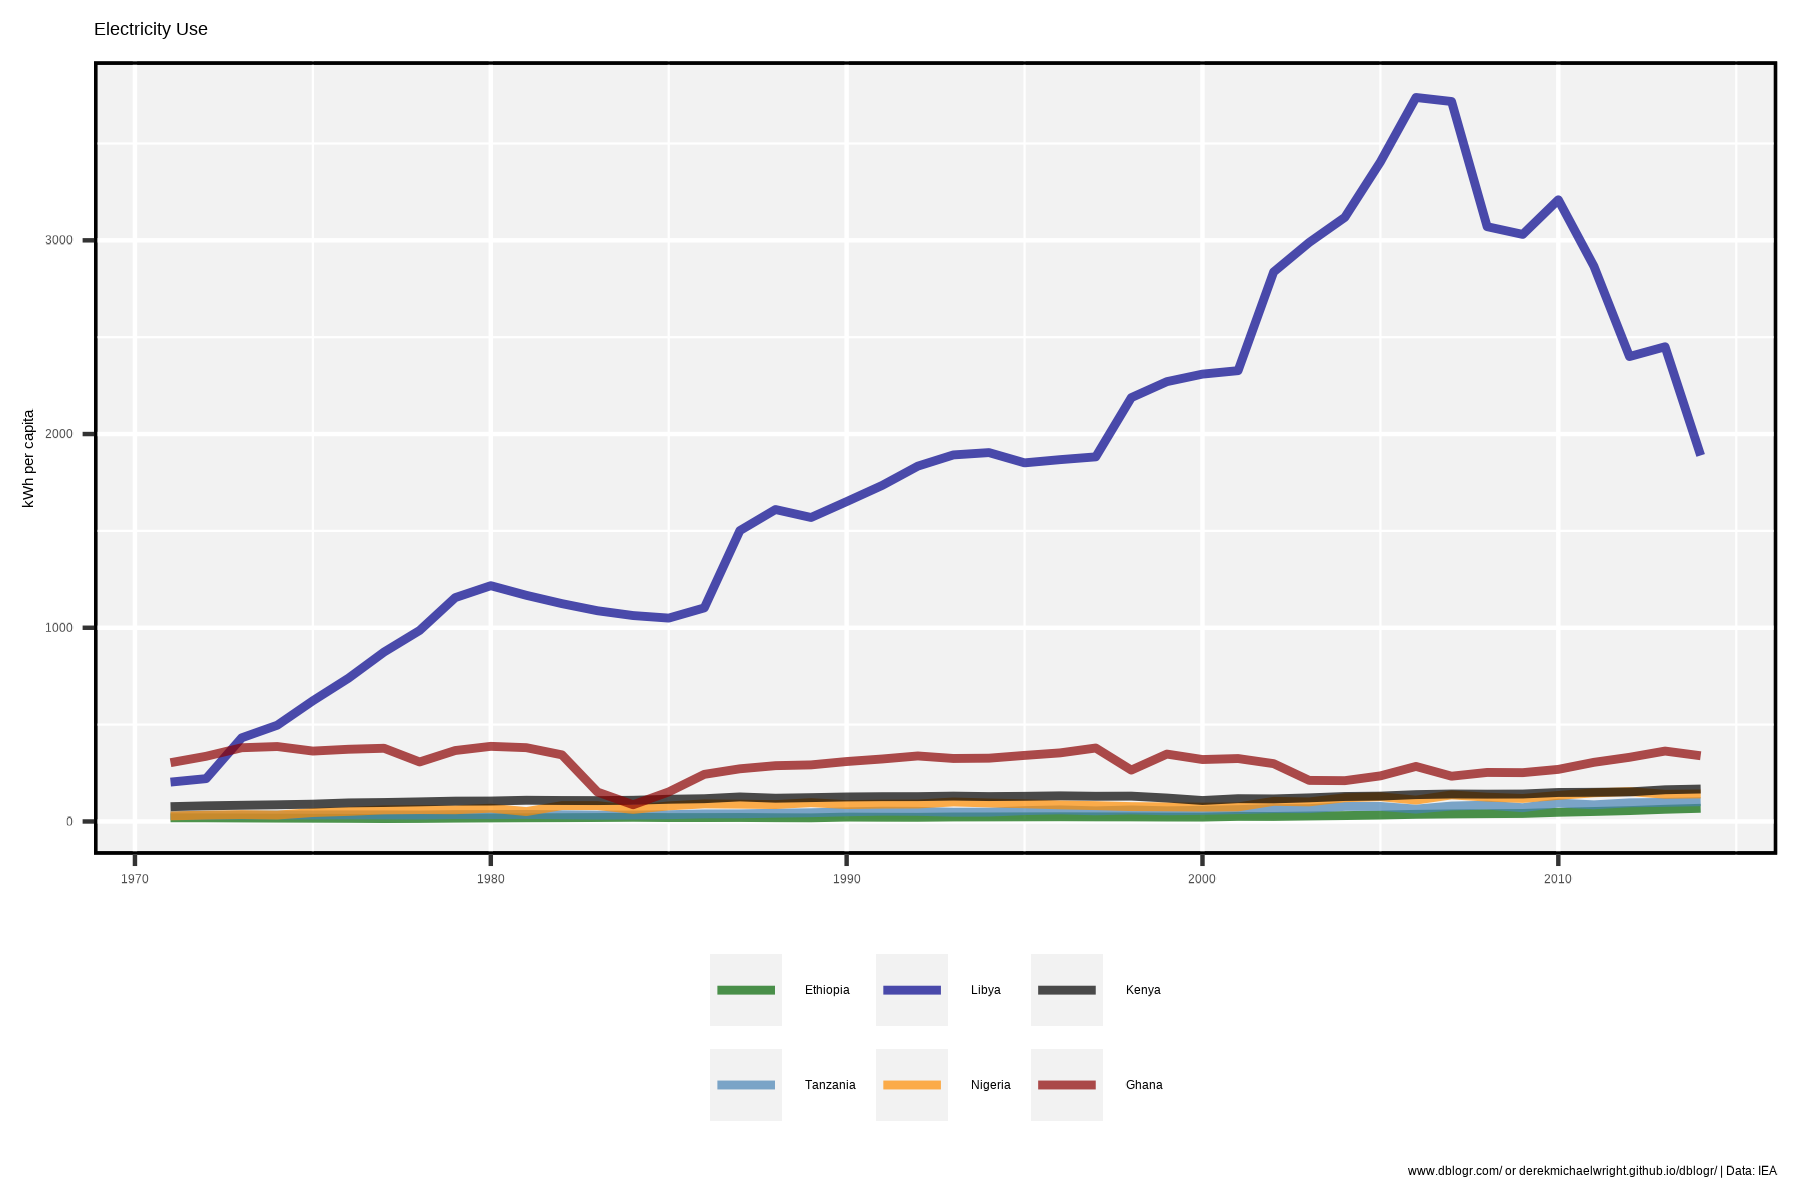 Electricity Use
kWh per capita
3000
2000
1000
0
1970 1980 1990 2000 2010
Ethiopia Libya Kenya
Tanzania Nigeria Ghana
www.dblogr.com/ or derekmichaelwright.github.io/dblogr/ | Data: IEA